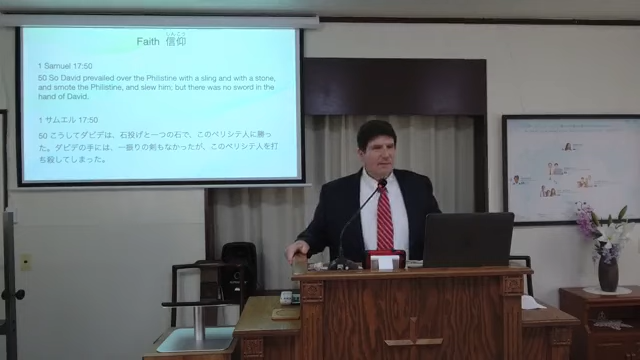 Faith 信仰
しんこう
1 Samuel 17:50
50 So David prevailed over the Philistine with a sling and with a stone,
and smote the Philistine, and slew him; but there was no sword in the
hand of David.
1 サムエル 17:50
50 こうしてダビデは、石投げと一つの石で、このペリシテ人に勝っ
た。ダビデの手には、一振りの剣もなかったが、このペリシテ人を打
ち殺してしまった。